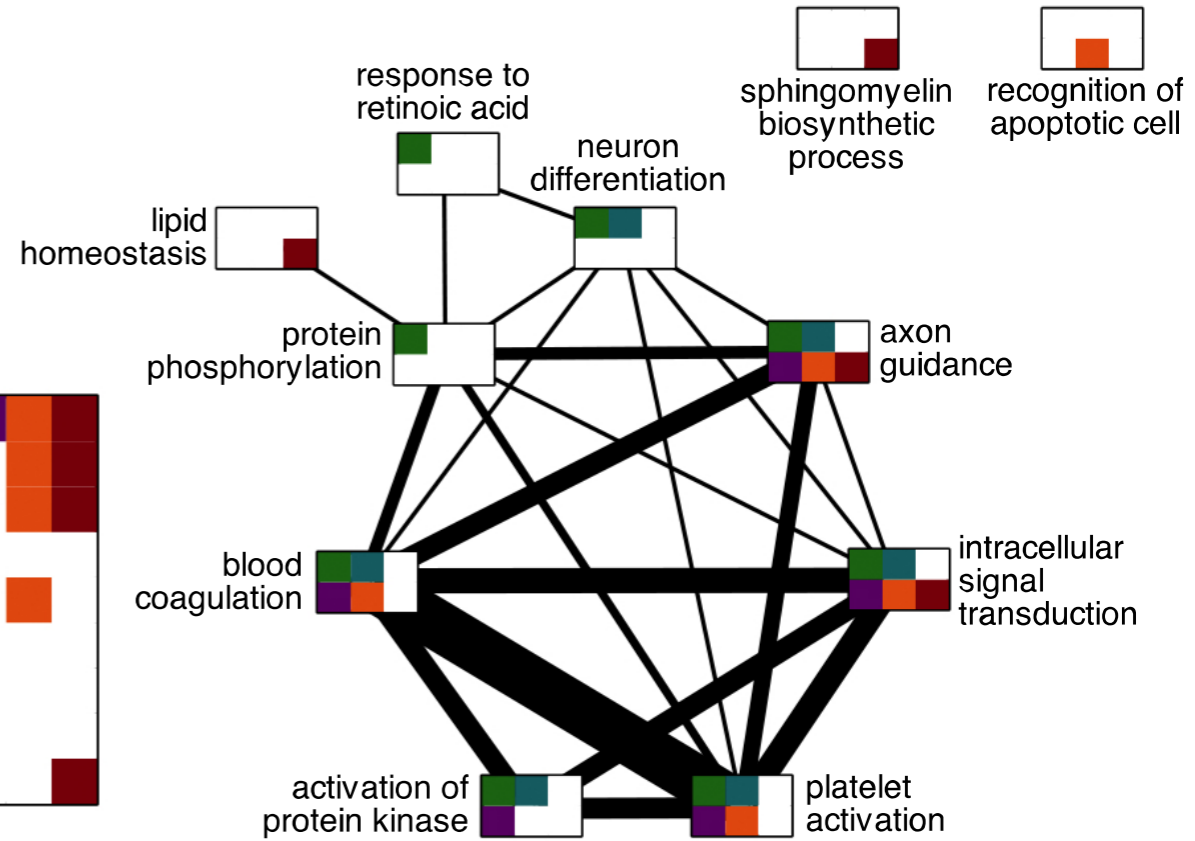 sphingomyelin
biosynthetic
process
recognition of
apoptotic cell
response to
retinoic acid
neuron
differentiation
lipid
homeostasis
protein
phosphorylation
axon
guidance
blood
coagulation
intracellular
signal
transduction
activation of
protein kinase
platelet
activation